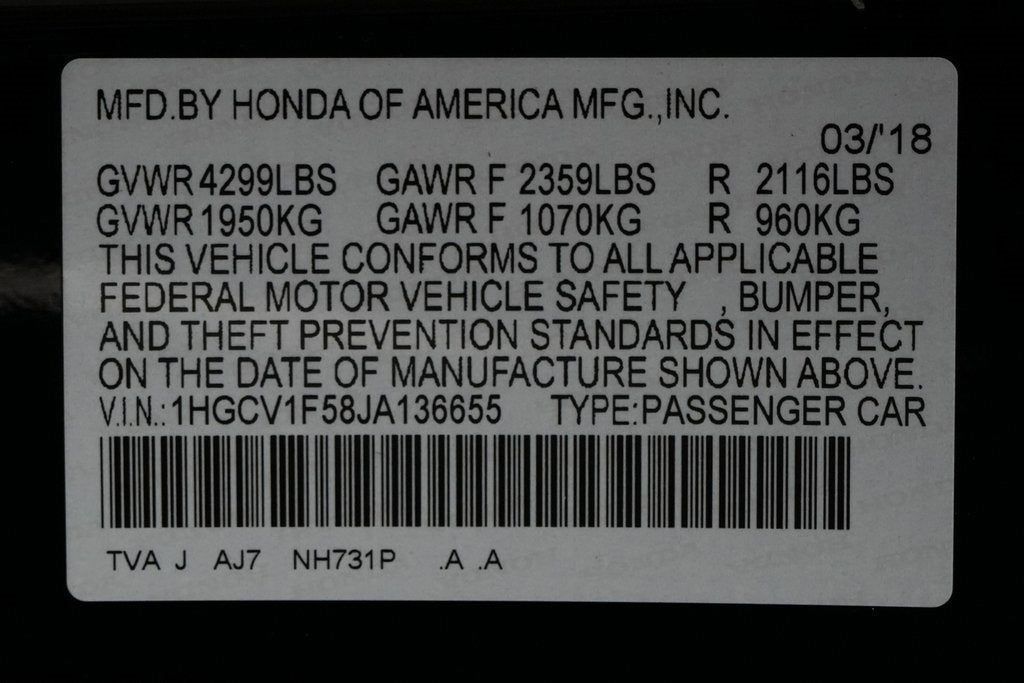 MFD.BY HONDA OF AMERICA MFG.,INC.
03/'18
GVWR 4299LBS GAWR F 2359LBS R 2116LBS
GVWR 1950KG GAWR F 1070KG R 960KG
THIS VEHICLE CONFORMS TO ALL APPLICABLE
FEDERAL MOTOR VEHICLE SAFETY , BUMPER,
AND THEFT PREVENTION STANDARDS IN EFFECT
ON THE DATE OF MANUFACTURE SHOWN ABOVE.
V.I.N.: 1HGCV1F58JA136655 TYPE:PASSENGER CAR
TVA J AJ7 NH731P .A .A